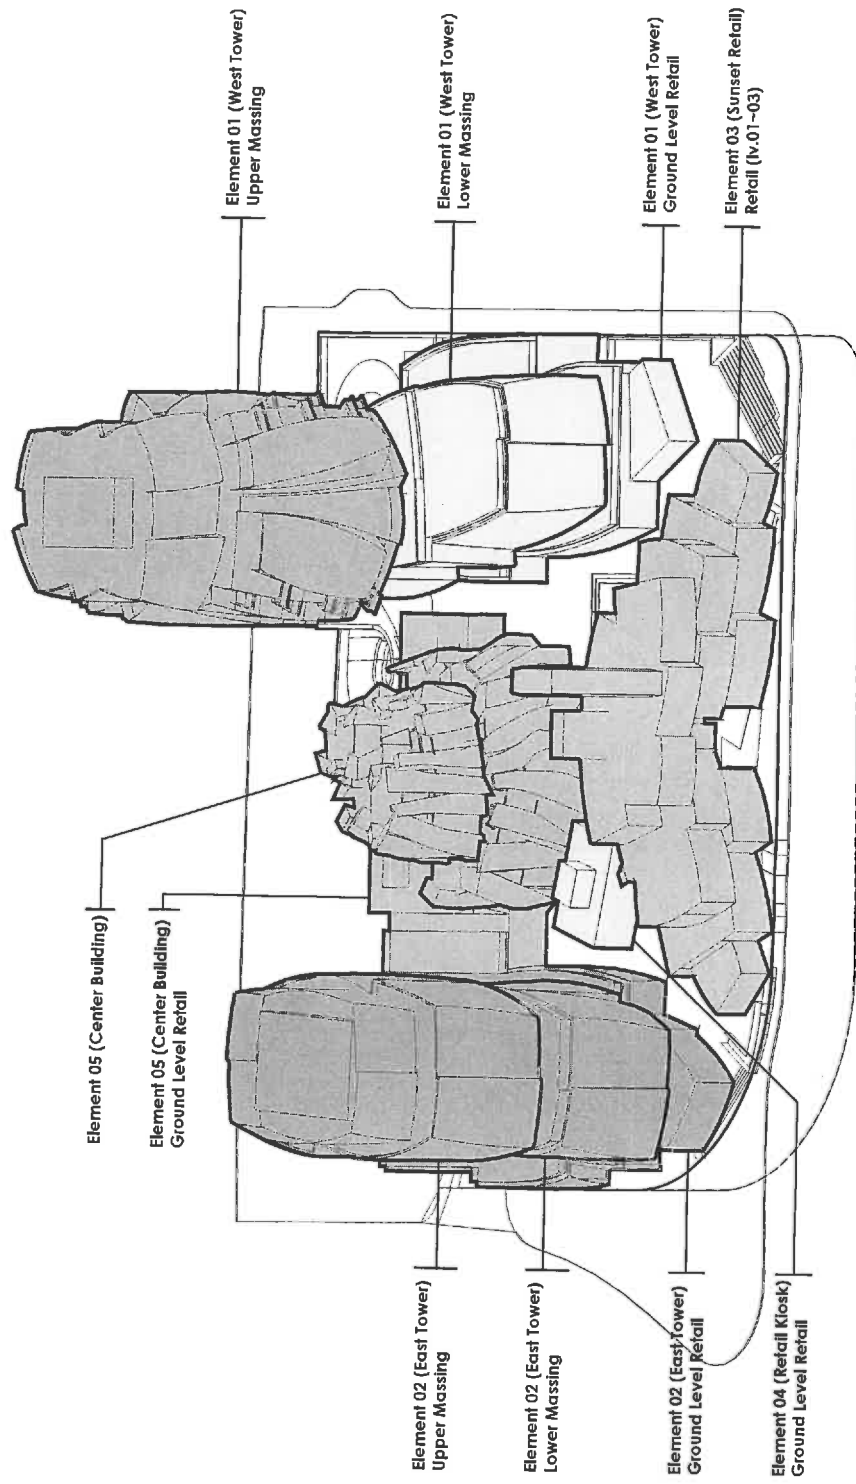 Element 01 (West Tower)
Upper Massing
Element 01 (West Tower)
Lower Massing
Element 01 (West Tower)
Ground Level Retail
Element 03 (Sunset Retail)
Retail (lv.01~03)
Element 05 (Center Building)
Element 05 (Center Building)
Ground Level Retail
Element 02 (East Tower)
Upper Massing
Element 02 (East Tower)
Lower Massing
Element 02 (East Tower)
Ground Level Retail
Element 04 (Retail Kiosk)
Ground Level Retail